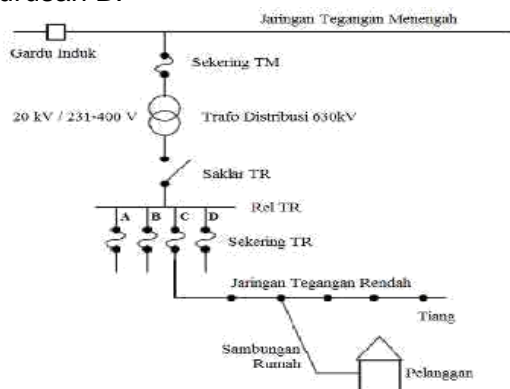 Jurusan D.
Jaringan Tegangan Menengah
Gardu Induk
Sekering TM
20 kV / 231-400 V
Trafo Distribusi 630kV
Saklar TR
Rel TR
A B C D
Sekering TR
Jaringan Tegangan Rendah
Tiang
Sambungan
Rumah
Pelanggan